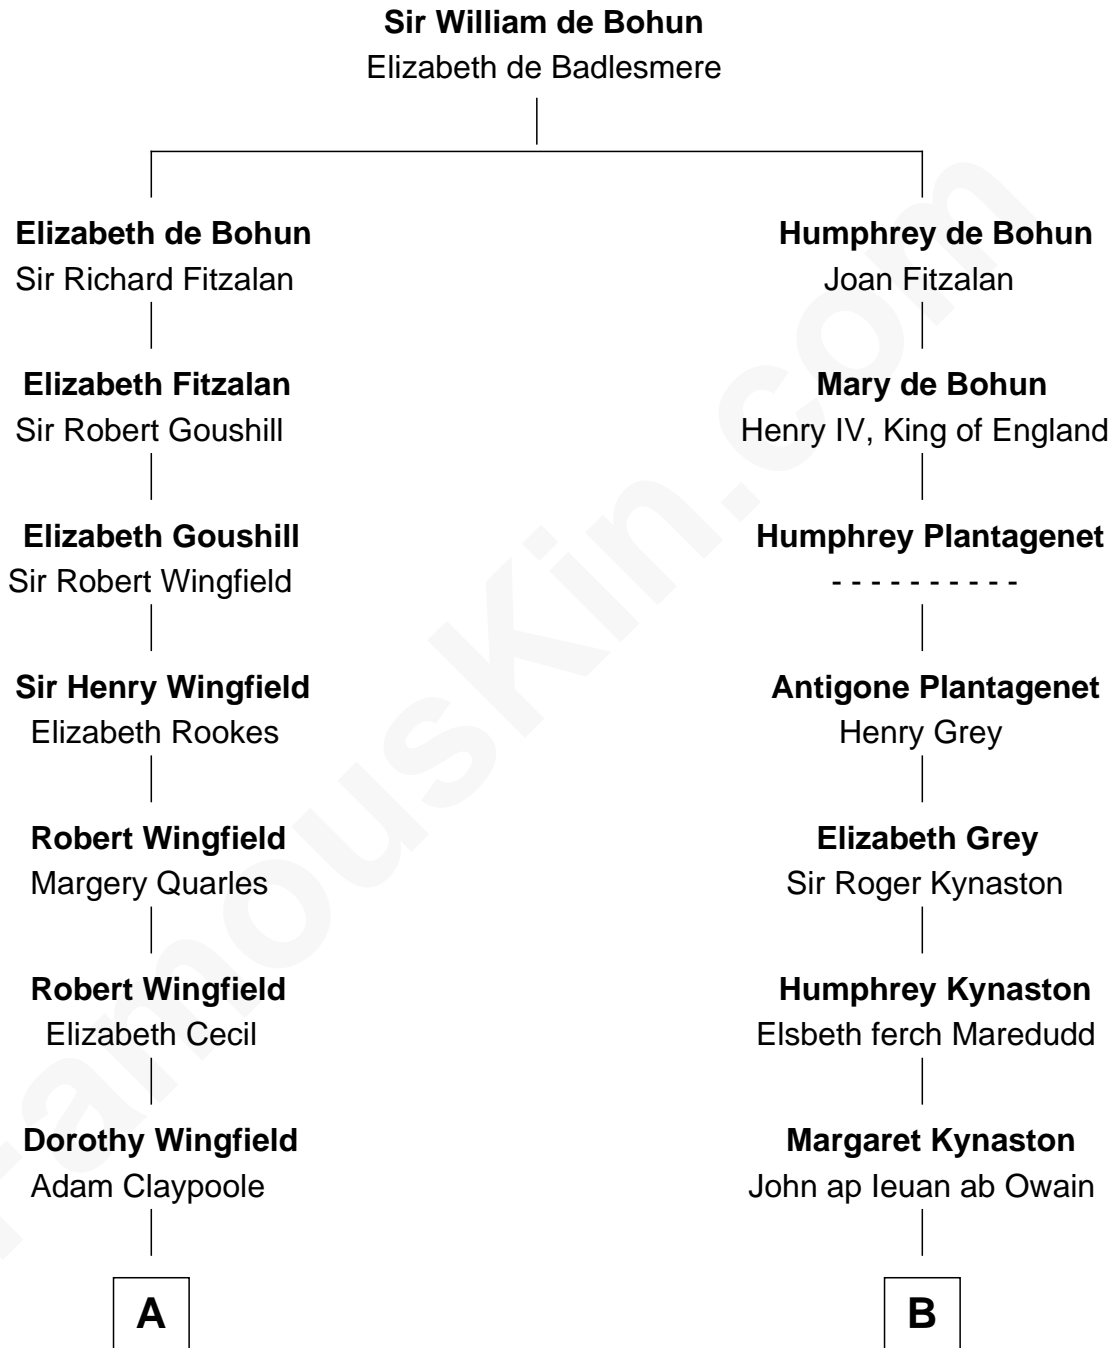 Sir William de Bohun
Elizabeth de Badlesmere
Elizabeth de Bohun
Sir Richard Fitzalan
Humphrey de Bohun
Joan Fitzalan
Elizabeth Fitzalan
Sir Robert Goushill
Mary de Bohun
Henry IV, King of England
Elizabeth Goushill
Sir Robert Wingfield
Humphrey Plantagenet
- - - - - - - - - -
Sir Henry Wingfield
Elizabeth Rookes
Antigone Plantagenet
Henry Grey
Robert Wingfield
Margery Quarles
Elizabeth Grey
Sir Roger Kynaston
Robert Wingfield
Elizabeth Cecil
Humphrey Kynaston
Elsbeth ferch Maredudd
Dorothy Wingfield
Adam Claypoole
Margaret Kynaston
John ap Ieuan ab Owain
A
B
FamousKin.com